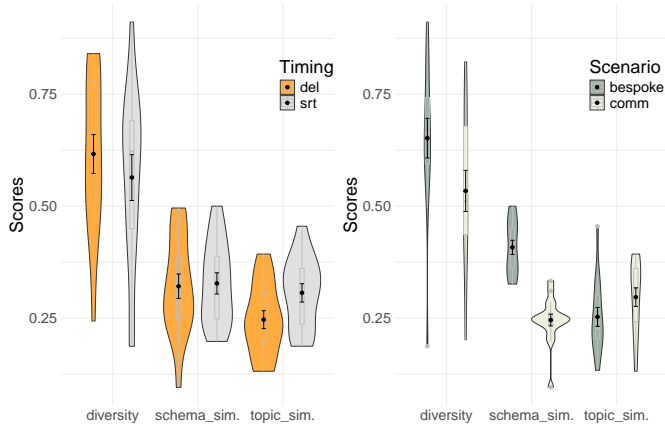 Scores
0.75
0.50
0.25
diversity schema_sim. topic_sim.
Timing
del
srt
Scores
0.75
0.50
0.25
diversity schema_sim. topic_sim.
Scenario
bespoke
comm